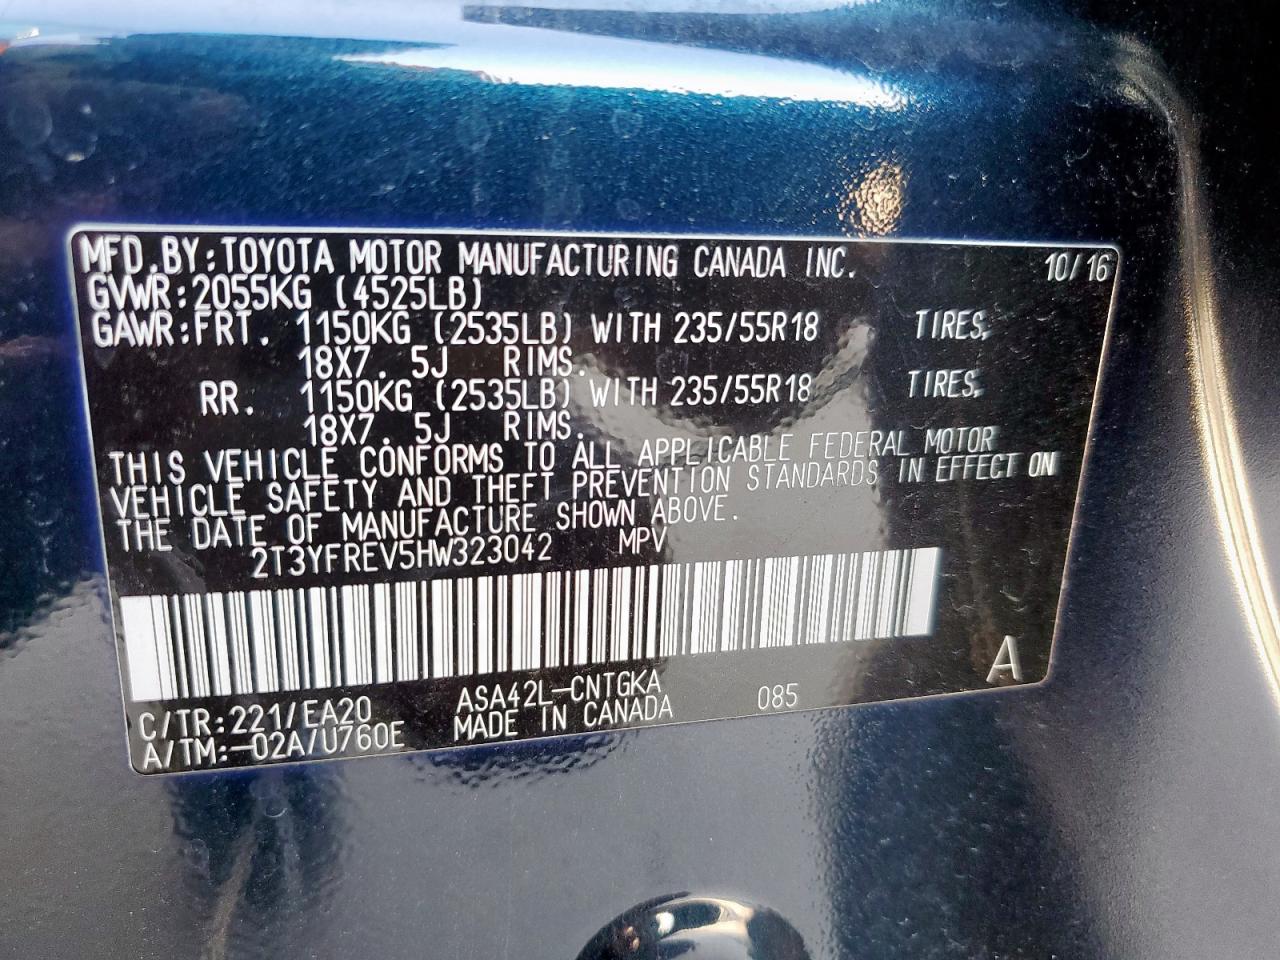 MFD.BY:TOYOTA MOTOR MANUFACTURING CANADA INC. 10/16
GVWR:2055KG (4525LB)
GAWR:FRT. 1150KG (2535LB) WITH 235/55R18 TIRES,
18X7. 5J RIMS.
RR. 1150KG (2535LB) WITH 235/55R18 TIRES,
18X7. 5J RIMS.
THIS VEHICLE CONFORMS TO ALL APPLICABLE FEDERAL MOTOR
VEHICLE SAFETY AND THEFT PREVENTION STANDARDS IN EFFECT ON
THE DATE OF MANUFACTURE SHOWN ABOVE.
2T3YFREV5HW323042 MPV
A
C/TR:221/EA20 ASA42L-CNTGKA 085
A/TM:-02A/U760E MADE IN CANADA